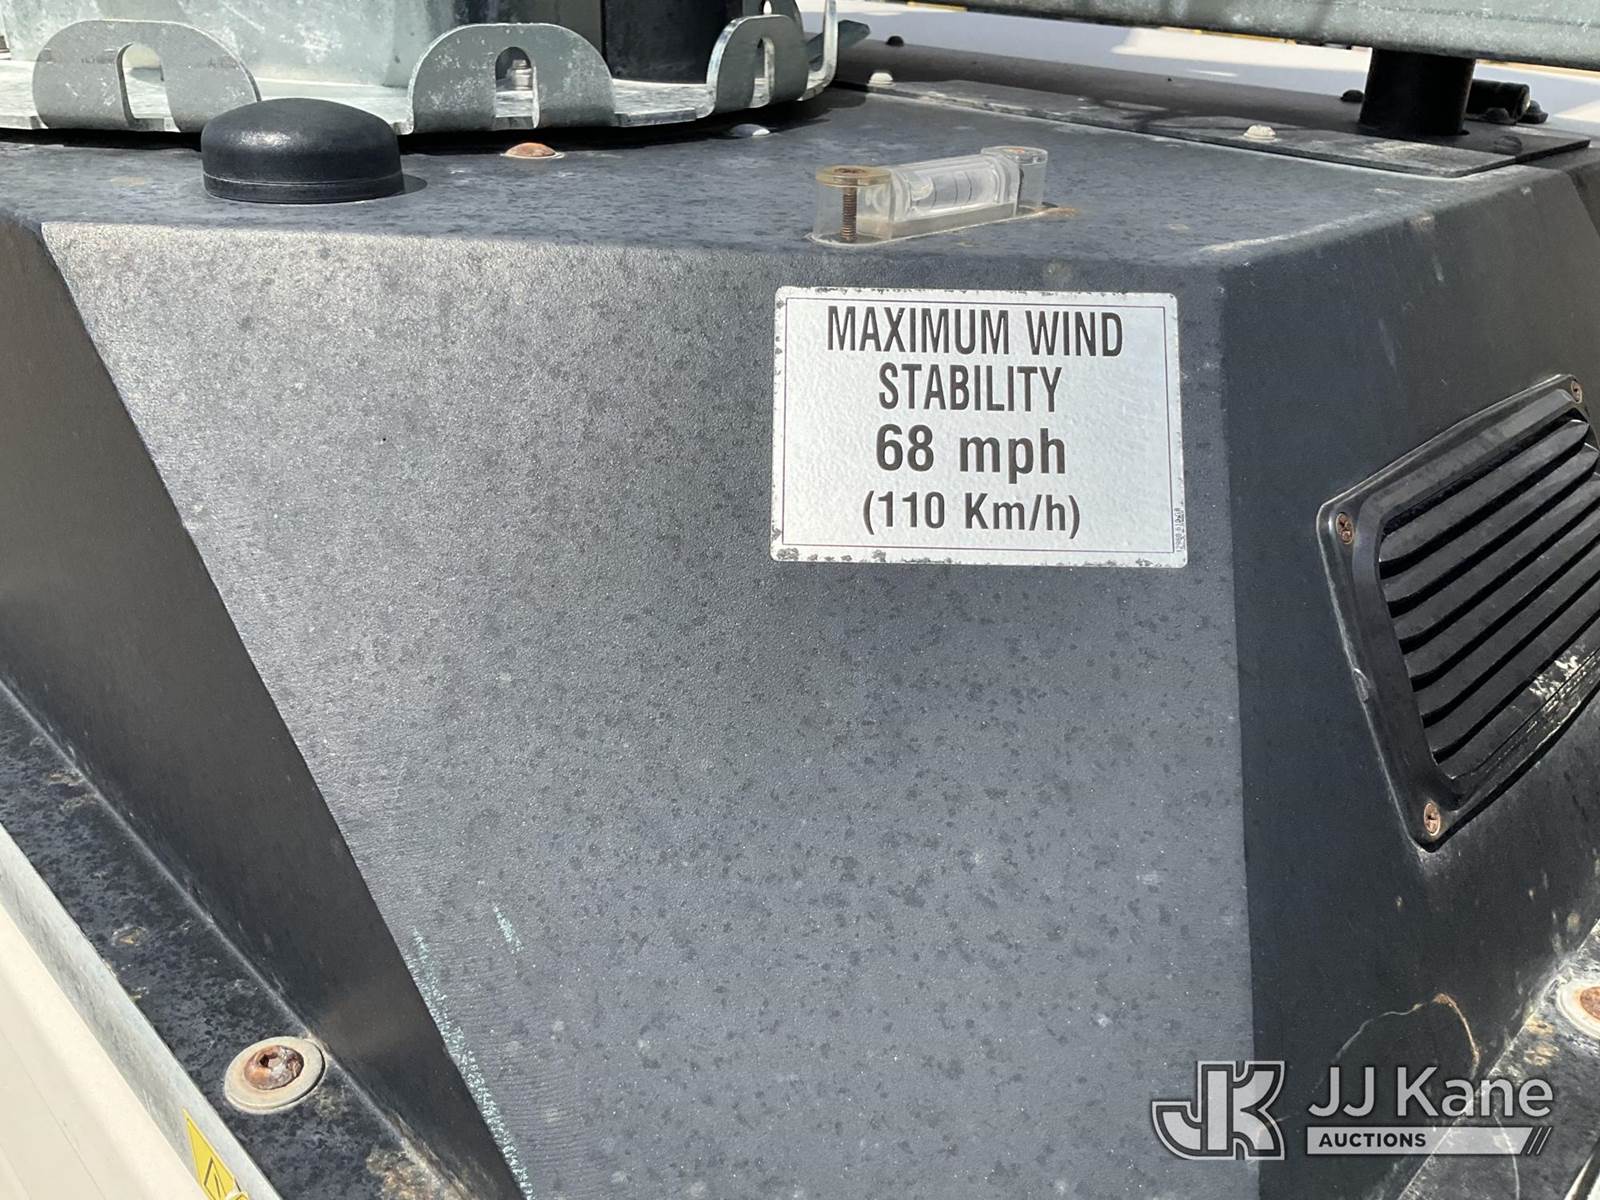 MAXIMUM WIND
STABILITY
68 mph
(110 Km/h)
JJ Kane
AUCTIONS